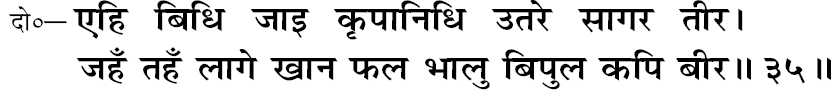 दो०— एहि बिधि जाइ कृपानिधि उतरे सागर तीर।
जहँ तहँ लागे खान फल भालु बिपुल कपि बीर॥ ३५॥